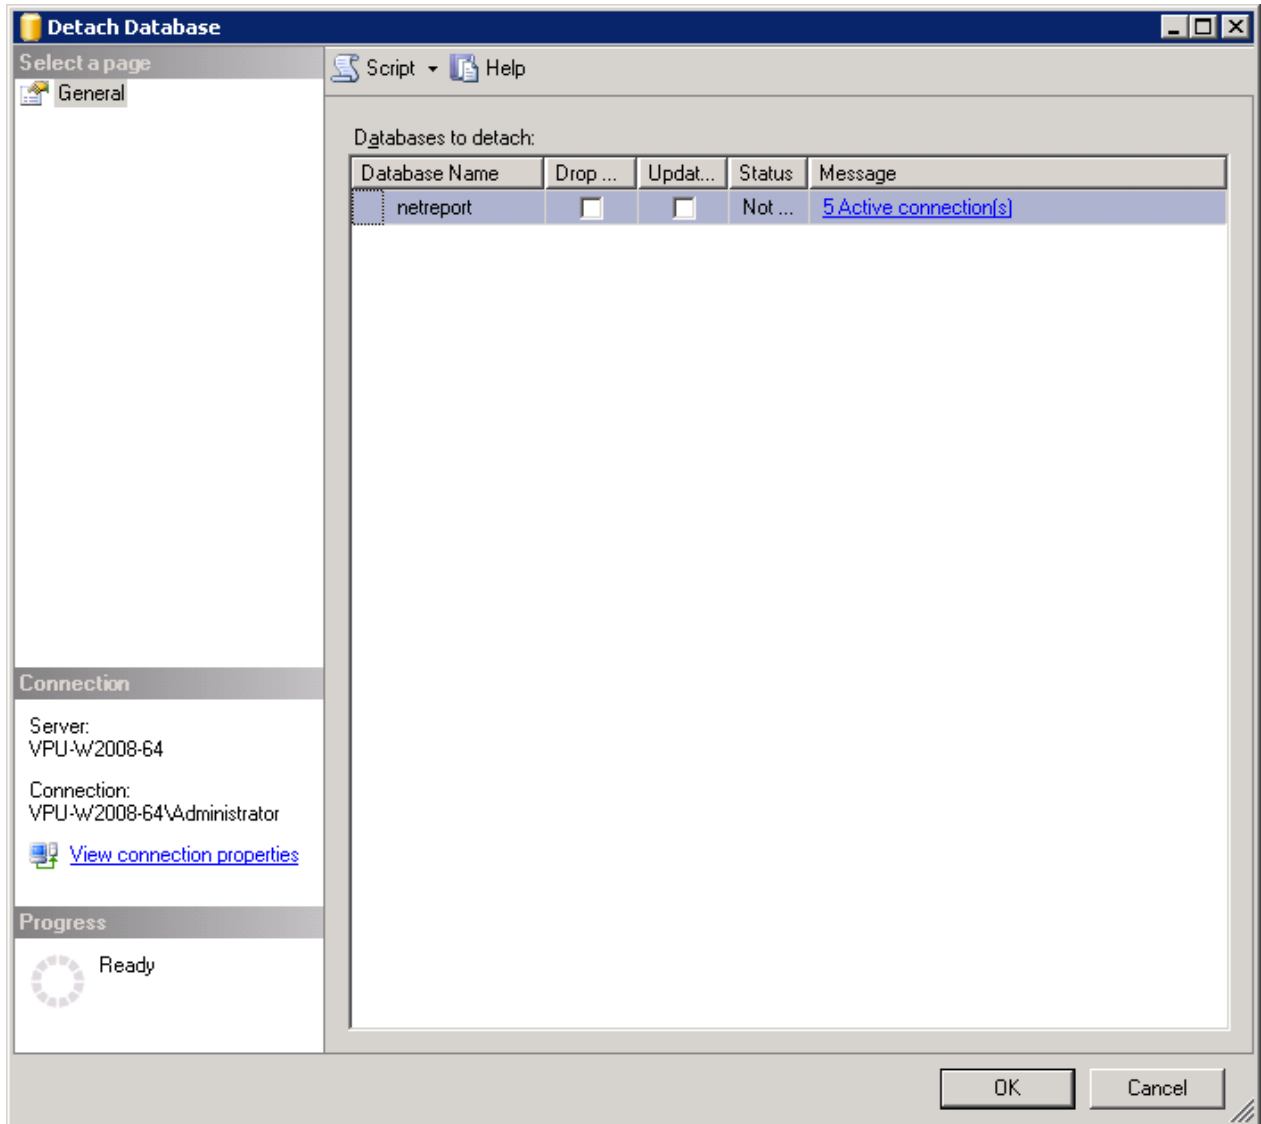 Detach Database
Select a page
General
Script Help
Databases to detach:
Database Name Drop ... Updat... Status Message
netreport Not ... 5 Active connection(s)
Connection
Server:
VPU-W2008-64
Connection:
VPU-W2008-64\Administrator
View connection properties
Progress
Ready
OK Cancel